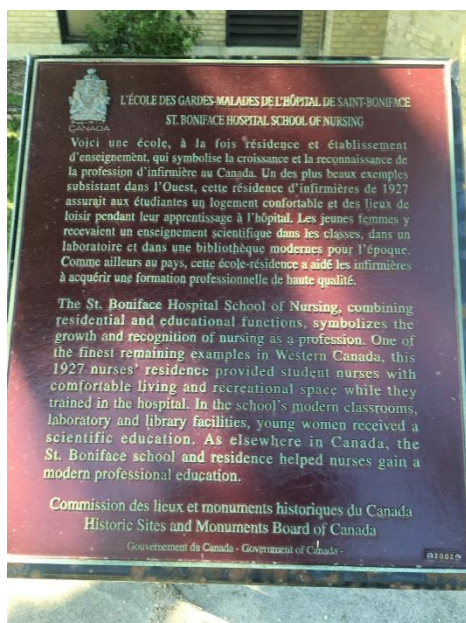 CANADA
L'ÉCOLE DES GARDES-MALADES DE L'HÔPITAL DE SAINT-BONIFACE
ST. BONIFACE HOSPITAL SCHOOL OF NURSING
Voici une école, à la fois résidence et établissement
d'enseignement, qui symbolise la croissance et la reconnaissance de
la profession d'infirmière au Canada. Un des plus beaux exemples
subsistant dans l'Ouest, cette résidence d'infirmières de 1927
assurait aux étudiantes un logement confortable et des lieux de
loisir pendant leur apprentissage à l'hôpital. Les jeunes femmes y
recevaient un enseignement scientifique dans les classes, dans un
laboratoire et dans une bibliothèque modernes pour l'époque.
Comme ailleurs au pays, cette école-résidence a aidé les infirmières
à acquérir une formation professionnelle de haute qualité.
The St. Boniface Hospital School of Nursing, combining
residential and educational functions, symbolizes the
growth and recognition of nursing as a profession. One of
the finest remaining examples in Western Canada, this
1927 nurses' residence provided student nurses with
comfortable living and recreational space while they
trained in the hospital. In the school's modern classrooms,
laboratory and library facilities, young women received a
scientific education. As elsewhere in Canada, the
St. Boniface school and residence helped nurses gain a
modern professional education.
Commission des lieux et monuments historiques du Canada
Historic Sites and Monuments Board of Canada
Gouvernement du Canada - Government of Canada -
2002